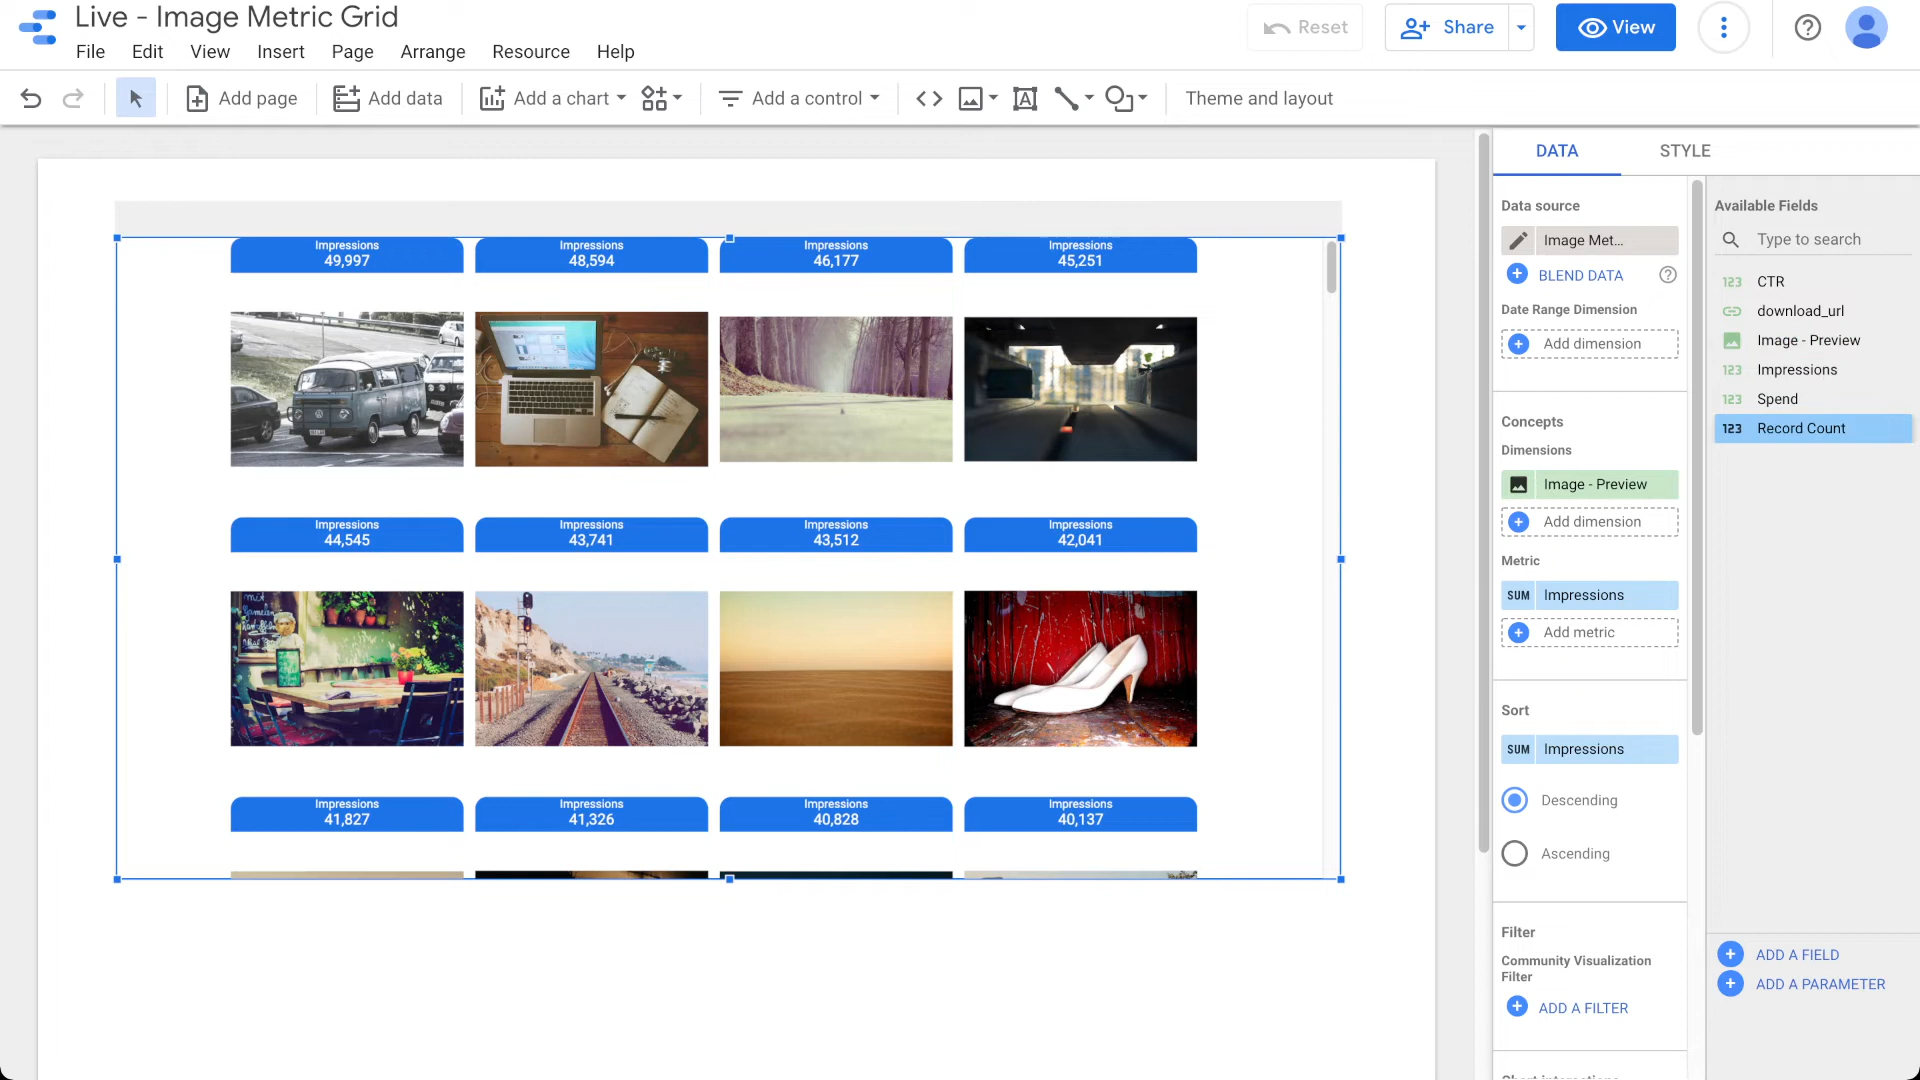 Live - Image Metric Grid
Reset
Share
View
File Edit View Insert Page Arrange Resource Help
Add page
Add data
Add a chart
Add a control
Theme and layout
DATA STYLE
Data source
Image Met...
BLEND DATA
Date Range Dimension
Add dimension
Concepts
Dimensions
Image - Preview
Add dimension
Metric
SUM Impressions
Add metric
Sort
SUM Impressions
Descending
Ascending
Filter
Community Visualization
Filter
ADD A FILTER
Available Fields
Type to search
123 CTR
download_url
Image - Preview
123 Impressions
123 Spend
123 Record Count
ADD A FIELD
ADD A PARAMETER
Impressions Impressions Impressions Impressions
49,997 48,594 46,177 45,251
Impressions Impressions Impressions Impressions
44,545 43,741 43,512 42,041
Impressions Impressions Impressions Impressions
41,827 41,326 40,828 40,137